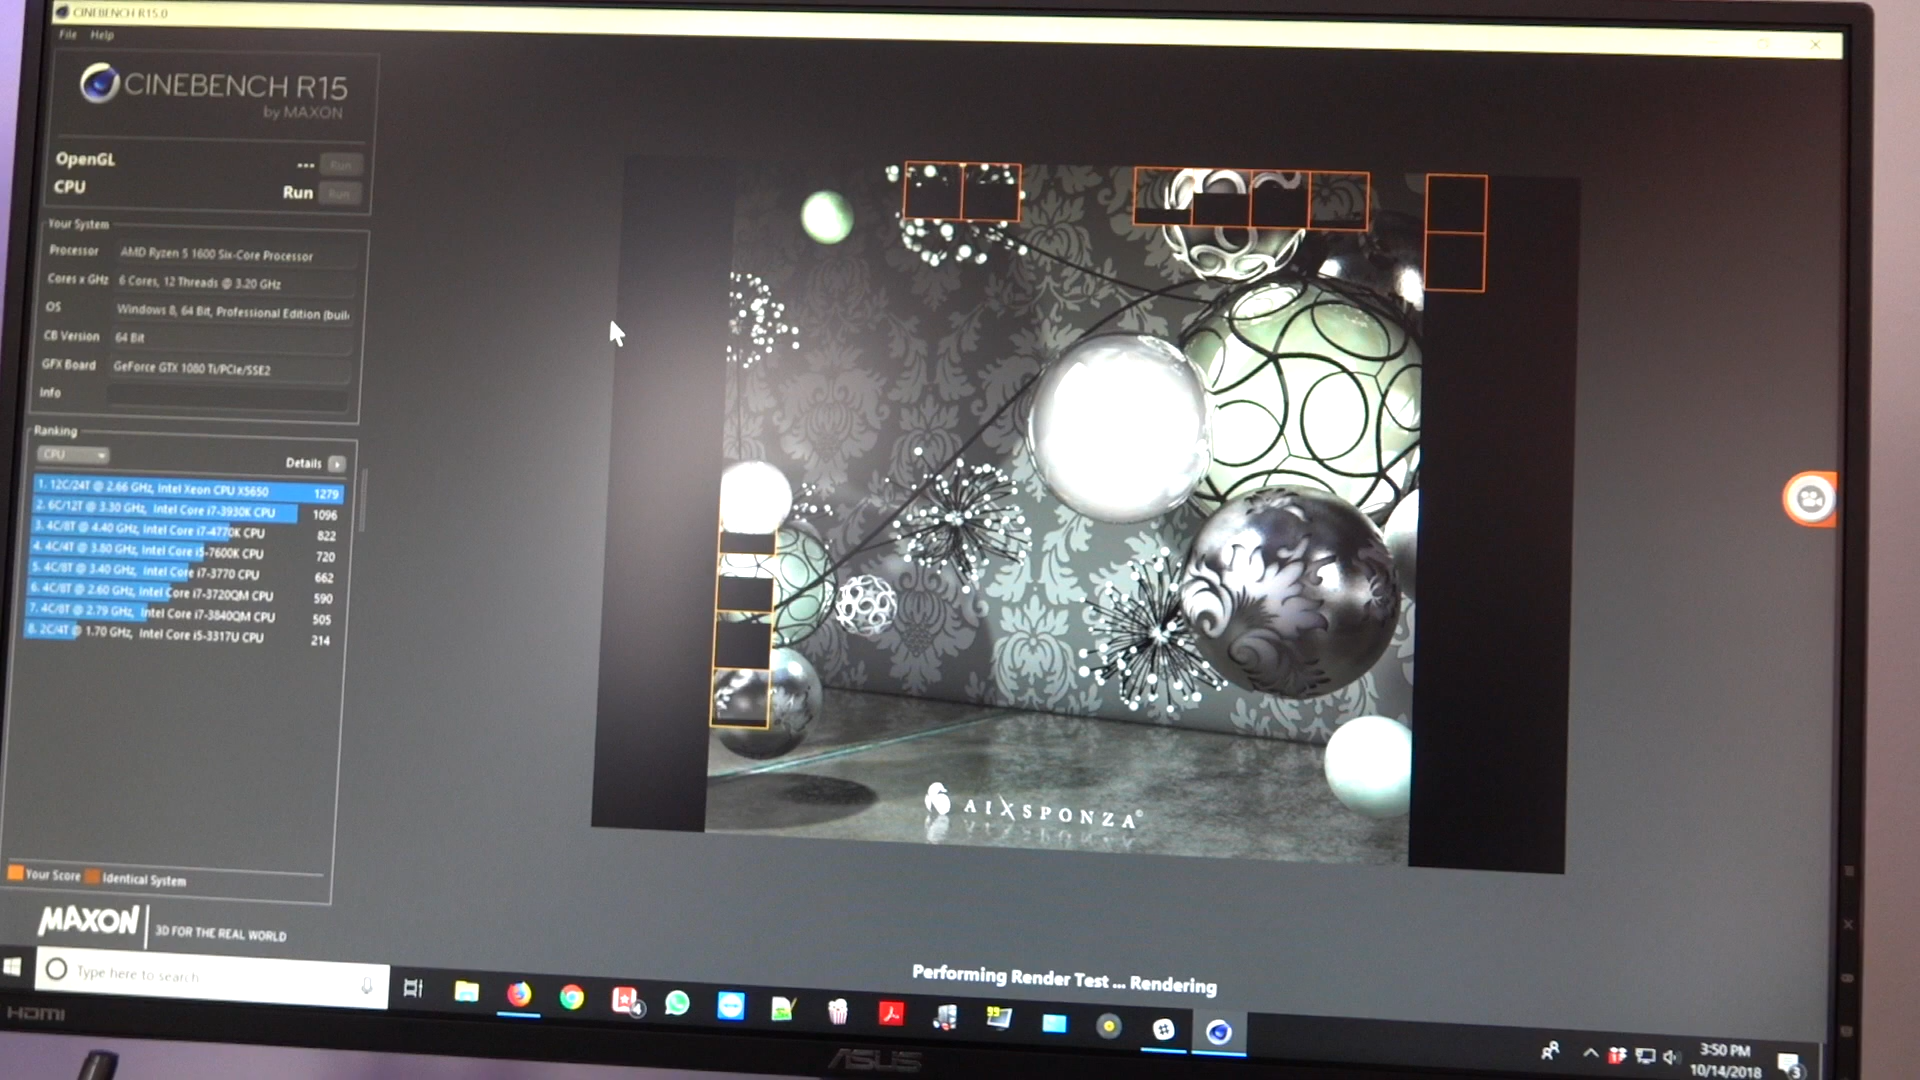 CINEBENCH R15.0
File Help
CINEBENCH R15
by MAXON
OpenGL --- Run
CPU Run Run
Your System
Processor AMD Ryzen 5 1600 Six-Core Processor
Cores x GHz 6 Cores, 12 Threads @ 3.20 GHz
OS Windows 8, 64 Bit, Professional Edition (buil
CB Version 64 Bit
GFX Board GeForce GTX 1080 Ti/PCIe/SSE2
Info
Ranking
CPU Details
1. 12C/24T @ 2.66 GHz, Intel Xeon CPU X5650 1279
2. 6C/12T @ 3.30 GHz, Intel Core i7-3930K CPU 1096
3. 4C/8T @ 4.40 GHz, Intel Core i7-4770K CPU 822
4. 4C/4T @ 3.80 GHz, Intel Core i5-7600K CPU 720
5. 4C/8T @ 3.40 GHz, Intel Core i7-3770 CPU 662
6. 4C/8T @ 2.60 GHz, Intel Core i7-3720QM CPU 590
7. 4C/8T @ 2.79 GHz, Intel Core i7-3840QM CPU 505
8. 2C/4T @ 1.70 GHz, Intel Core i5-3317U CPU 214
AIXSPONZA©
Your Score Identical System
MAXON 3D FOR THE REAL WORLD
Performing Render Test ... Rendering
Type here to search
4
99
3:50 PM
10/14/2018
3
HDMI
ASUS